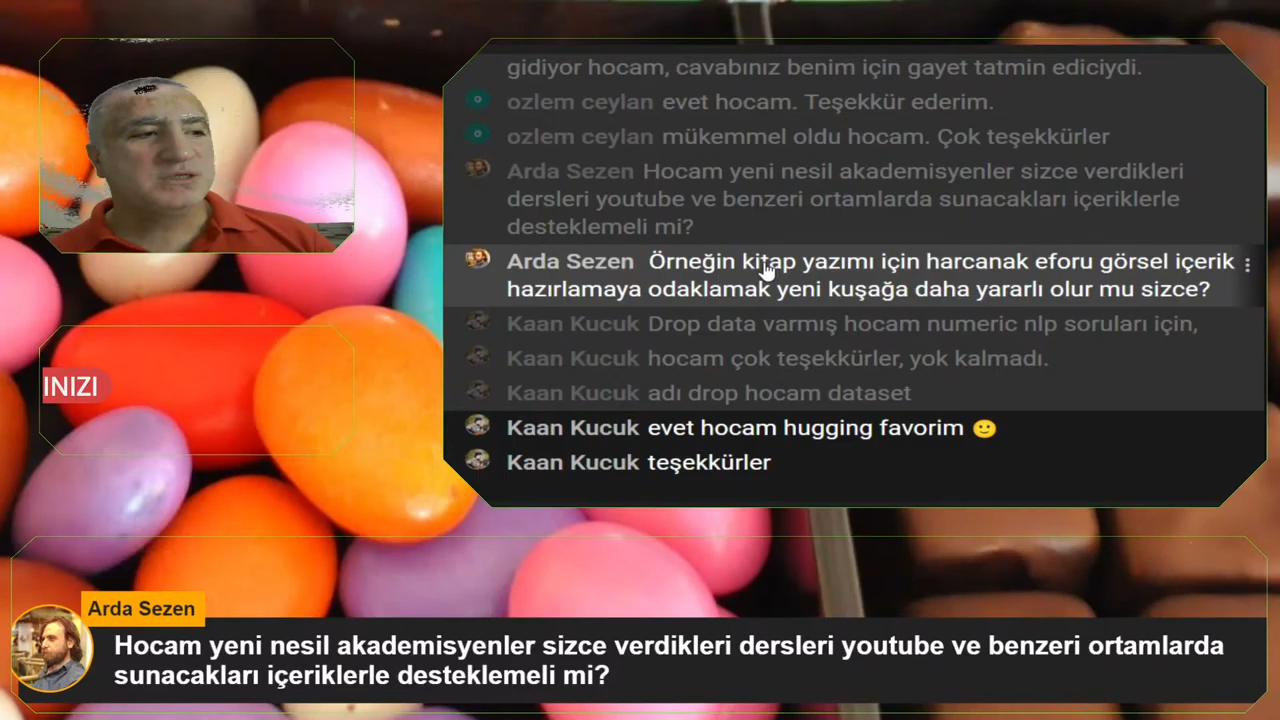 gidiyor hocam, cavabınız benim için gayet tatmin ediciydi.
ozlem ceylan evet hocam. Teşekkür ederim.
ozlem ceylan mükemmel oldu hocam. Çok teşekkürler
Arda Sezen Hocam yeni nesil akademisyenler sizce verdikleri
dersleri youtube ve benzeri ortamlarda sunacakları içeriklerle
desteklemeli mi?
Arda Sezen Örneğin kitap yazımı için harcanak eforu görsel içerik
hazırlamaya odaklamak yeni kuşağa daha yararlı olur mu sizce?
Kaan Kucuk Drop data varmış hocam numeric nlp soruları için,
Kaan Kucuk hocam çok teşekkürler, yok kalmadı.
Kaan Kucuk adı drop hocam dataset
Kaan Kucuk evet hocam hugging favorim 🙂
Kaan Kucuk teşekkürler
INIZI
Arda Sezen
Hocam yeni nesil akademisyenler sizce verdikleri dersleri youtube ve benzeri ortamlarda
sunacakları içeriklerle desteklemeli mi?